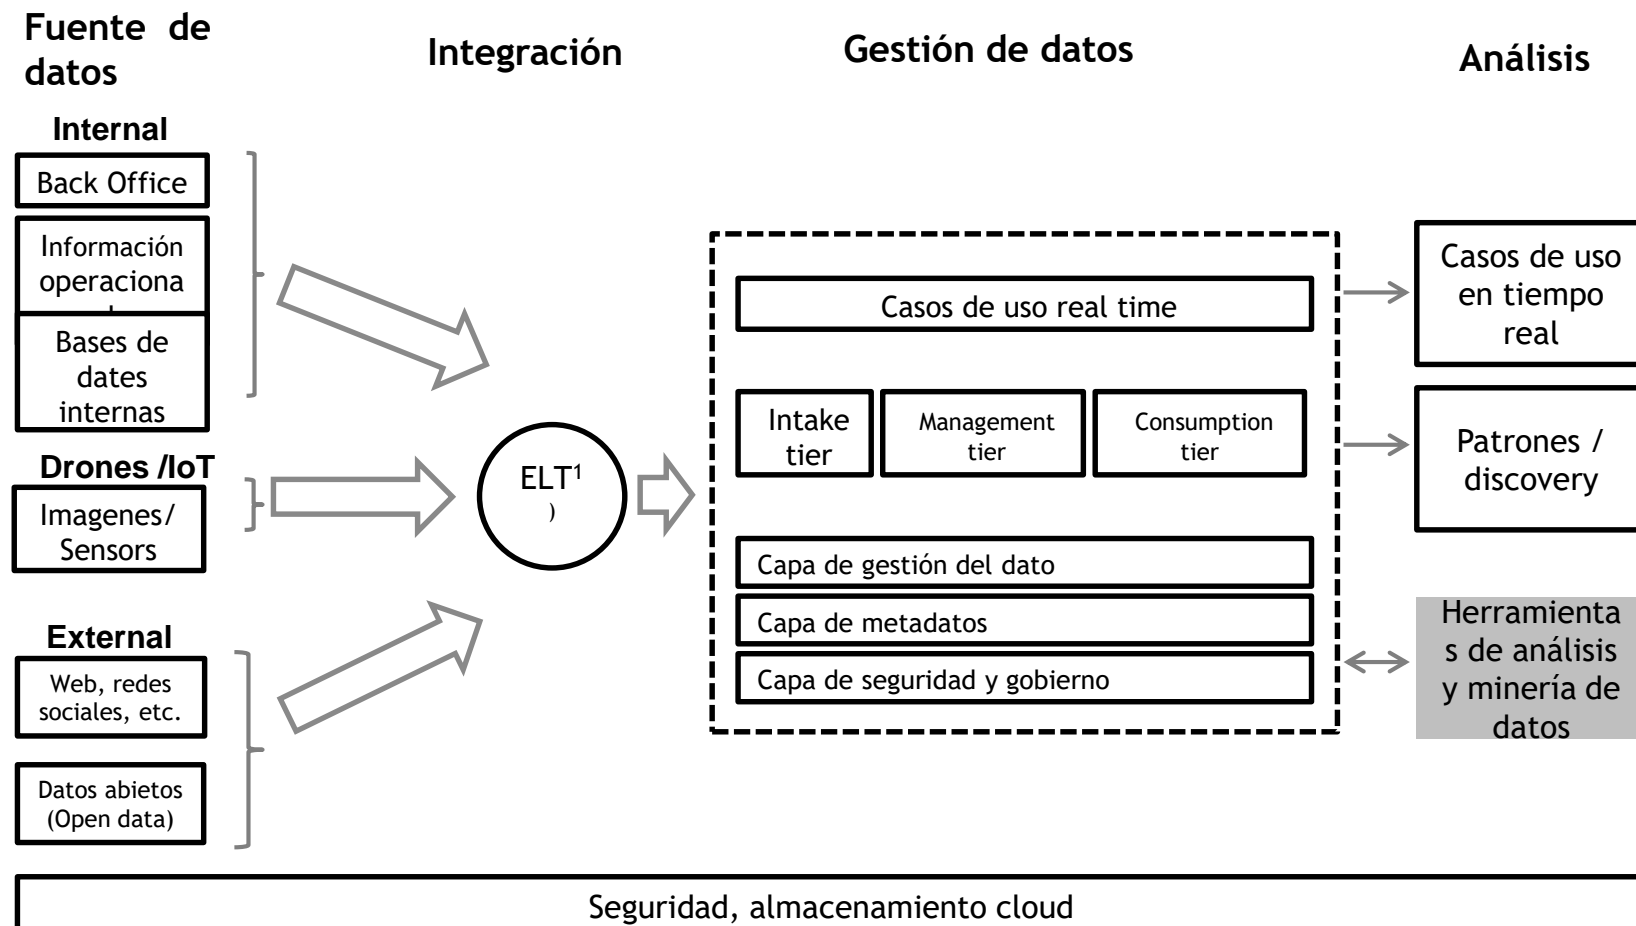 Fuente de
datos
Integración
Gestión de datos
Análisis
Internal
Back Office
Información
operaciona
Bases de
dates
internas
Drones /IoT
Imagenes/
Sensors
External
Web, redes
sociales, etc.
Datos abietos
(Open data)
ELT1
)
Casos de uso real time
Intake
tier
Management
tier
Consumption
tier
Capa de gestión del dato
Capa de metadatos
Capa de seguridad y gobierno
Casos de uso
en tiempo
real
Patrones /
discovery
Herramienta
s de análisis
y minería de
datos
Seguridad, almacenamiento cloud